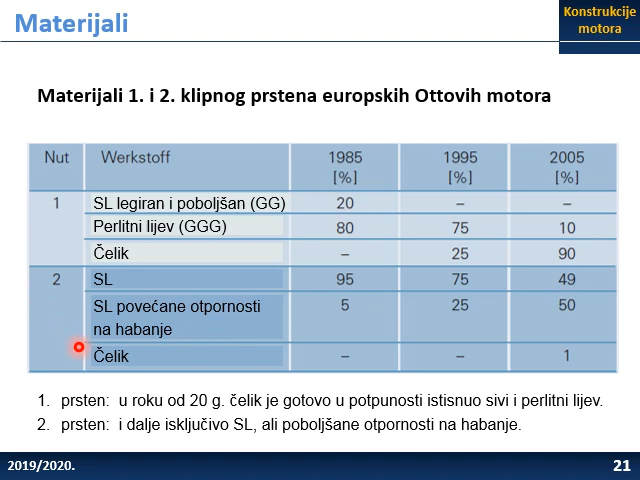 Materijali
Konstrukcije
motora
Materijali 1. i 2. klipnog prstena europskih Ottovih motora
Nut Werkstoff 1985 1995 2005
[%] [%] [%]
1 SL legiran i poboljšan (GG) 20 – –
Perlitni lijev (GGG) 80 75 10
Čelik – 25 90
2 SL 95 75 49
SL povećane otpornosti 5 25 50
na habanje
Čelik – – 1
1. prsten: u roku od 20 g. čelik je gotovo u potpunosti istisnuo sivi i perlitni lijev.
2. prsten: i dalje isključivo SL, ali poboljšane otpornosti na habanje.
2019/2020. 21